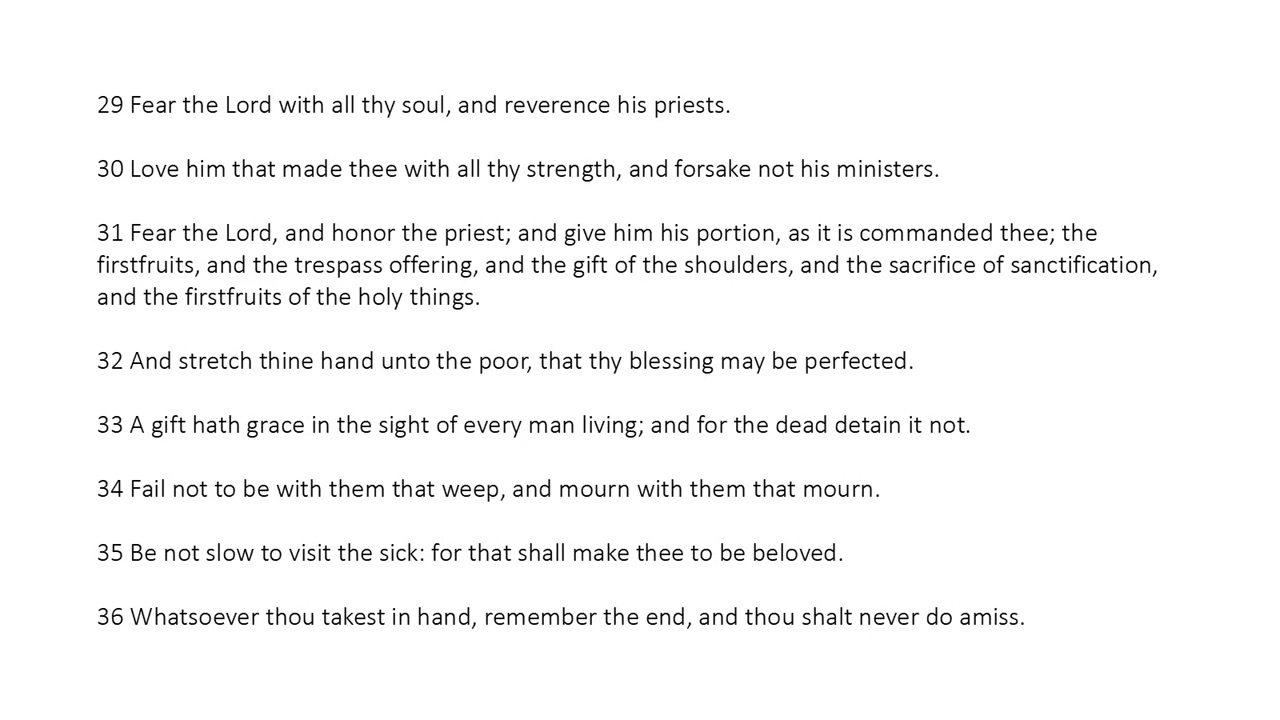 29 Fear the Lord with all thy soul, and reverence his priests.
30 Love him that made thee with all thy strength, and forsake not his ministers.
31 Fear the Lord, and honor the priest; and give him his portion, as it is commanded thee; the
firstfruits, and the trespass offering, and the gift of the shoulders, and the sacrifice of sanctification,
and the firstfruits of the holy things.
32 And stretch thine hand unto the poor, that thy blessing may be perfected.
33 A gift hath grace in the sight of every man living; and for the dead detain it not.
34 Fail not to be with them that weep, and mourn with them that mourn.
35 Be not slow to visit the sick: for that shall make thee to be beloved.
36 Whatsoever thou takest in hand, remember the end, and thou shalt never do amiss.